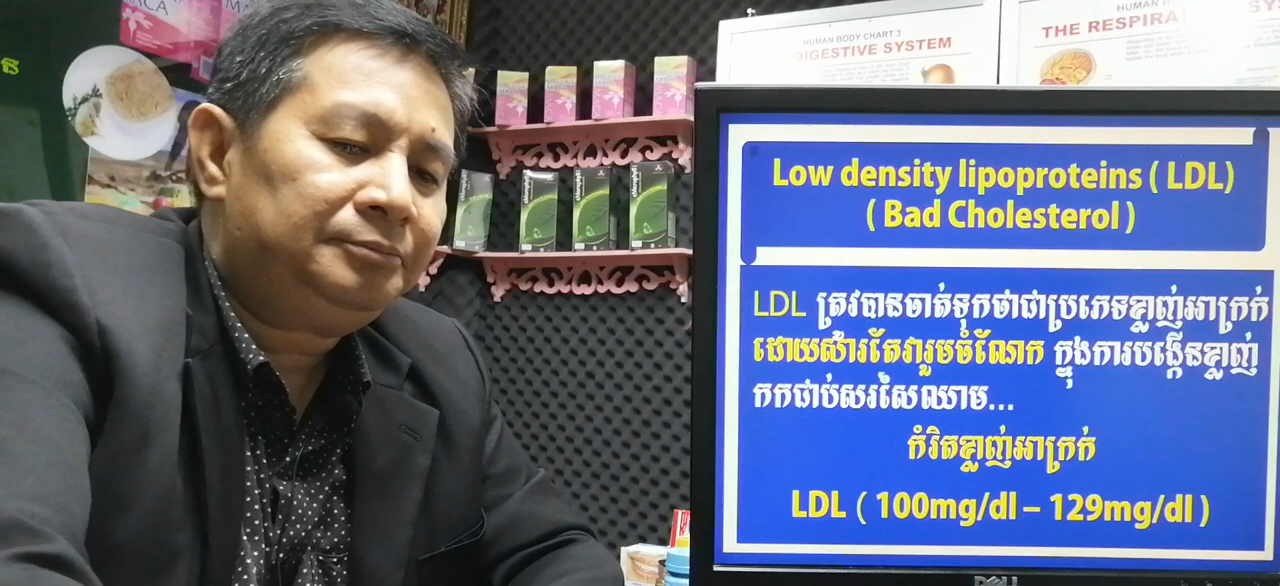 HUMAN BODY CHART 3
DIGESTIVE SYSTEM
THE RESPIRA
Low density lipoproteins ( LDL)
( Bad Cholesterol )
LDL ត្រូវបានចាត់ទុកថាជាប្រភេទខ្លាញ់អាក្រក់
ដោយសារតែវារួមចំណែក ក្នុងការបង្កើនខ្លាញ់
កកជាប់សរសៃឈាម...
កំរិតខ្លាញ់អាក្រក់
LDL ( 100mg/dl – 129mg/dl )
DELL